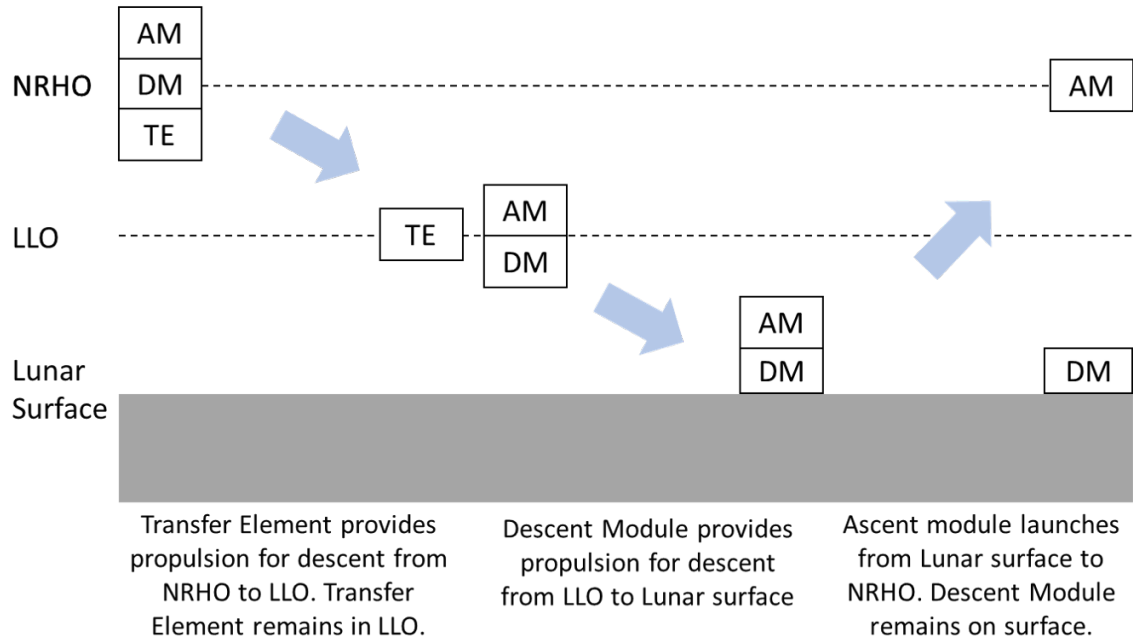 AM
NRHO
DM
AM
TE
LLO
TE
AM
DM
AM
Lunar
Surface
DM
DM
Transfer Element provides
propulsion for descent from
NRHO to LLO. Transfer
Element remains in LLO.
Descent Module provides
propulsion for descent
from LLO to Lunar surface
Ascent module launches
from Lunar surface to
NRHO. Descent Module
remains on surface.